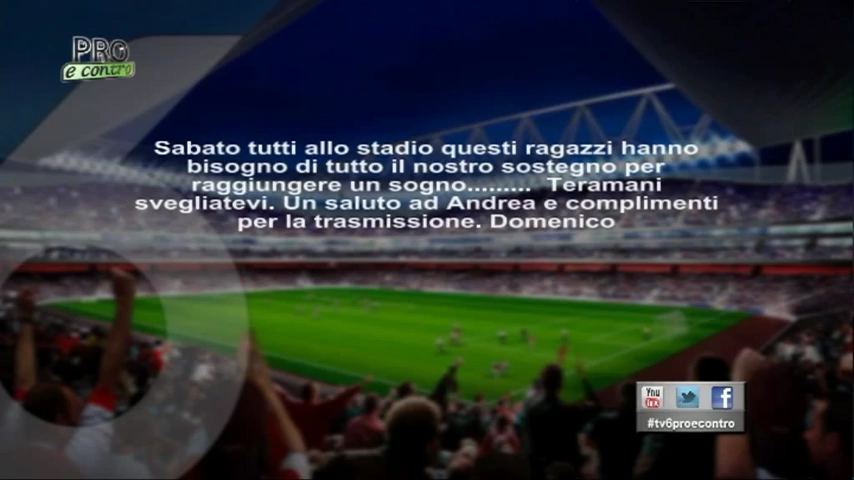 PRO
e contro
Sabato tutti allo stadio questi ragazzi hanno
bisogno di tutto il nostro sostegno per
raggiungere un sogno......... Teramani
svegliatevi. Un saluto ad Andrea e complimenti
per la trasmissione. Domenico
You
Tube
#tv6proecontro